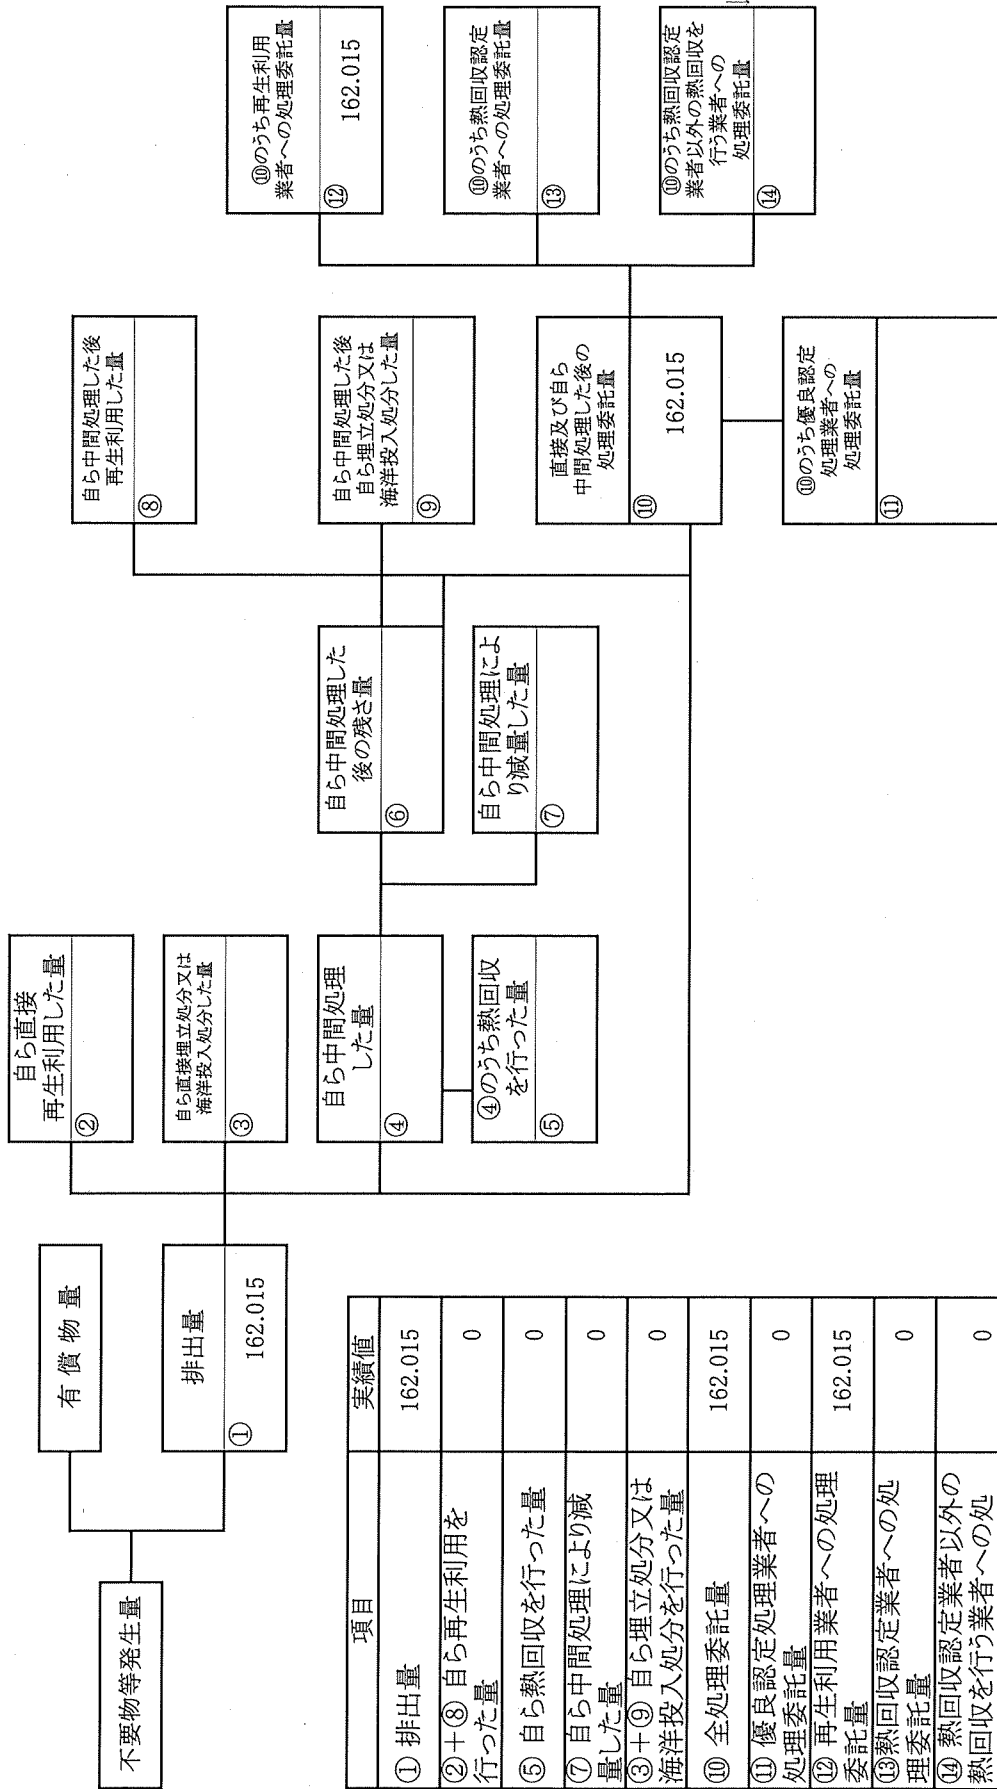 不要物等発生量
有償物量
排出量
① 162.015
自ら直接
再生利用した量
②
自ら直接埋立処分又は
海洋投入処分した量
③
自ら中間処理
した量
④
④のうち熱回収
を行った量
⑤
自ら中間処理した
後の残さ量
⑥
自ら中間処理によ
り減量した量
⑦
自ら中間処理した後
再生利用した量
⑧
自ら中間処理した後
自ら埋立処分又は
海洋投入処分した量
⑨
直接及び自ら
中間処理した後の
処理委託量
⑩ 162.015
⑩のうち優良認定
処理業者への
処理委託量
⑪
⑩のうち再生利用
業者への処理委託量
⑫ 162.015
⑩のうち熱回収認定
業者への処理委託量
⑬
⑩のうち熱回収認定
業者以外の熱回収を
行う業者への
処理委託量
⑭
項目 実績値
① 排出量 162.015
②+⑧ 自ら再生利用を
行った量 0
⑤ 自ら熱回収を行った量 0
⑦ 自ら中間処理により減
量した量 0
③+⑨ 自ら埋立処分又は
海洋投入処分を行った量 0
⑩ 全処理委託量 162.015
⑪ 優良認定処理業者への
処理委託量 0
⑫ 再生利用業者への処理
委託量 162.015
⑬熱回収認定業者への処
理委託量 0
⑭ 熱回収認定業者以外の
熱回収を行う業者への処 0